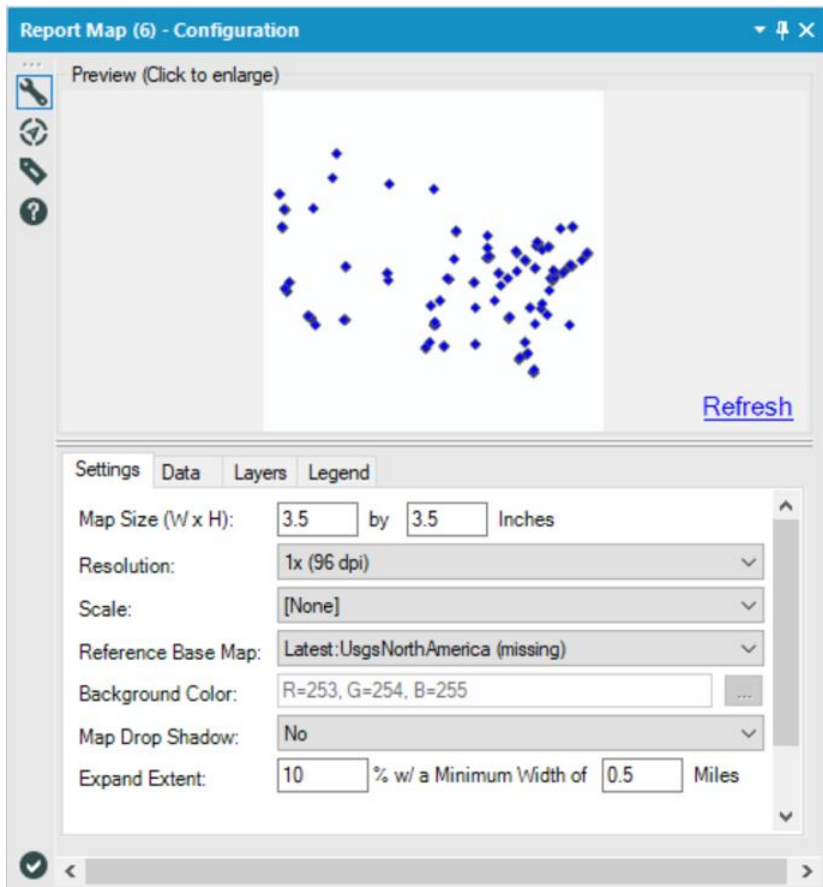 Report Map (6) - Configuration
Preview (Click to enlarge)
Refresh
Settings Data Layers Legend
Map Size (W x H): 3.5 by 3.5 Inches
Resolution: 1x (96 dpi)
Scale: [None]
Reference Base Map: Latest:UsgsNorthAmerica (missing)
Background Color: R=253, G=254, B=255 ...
Map Drop Shadow: No
Expand Extent: 10 % w/ a Minimum Width of 0.5 Miles